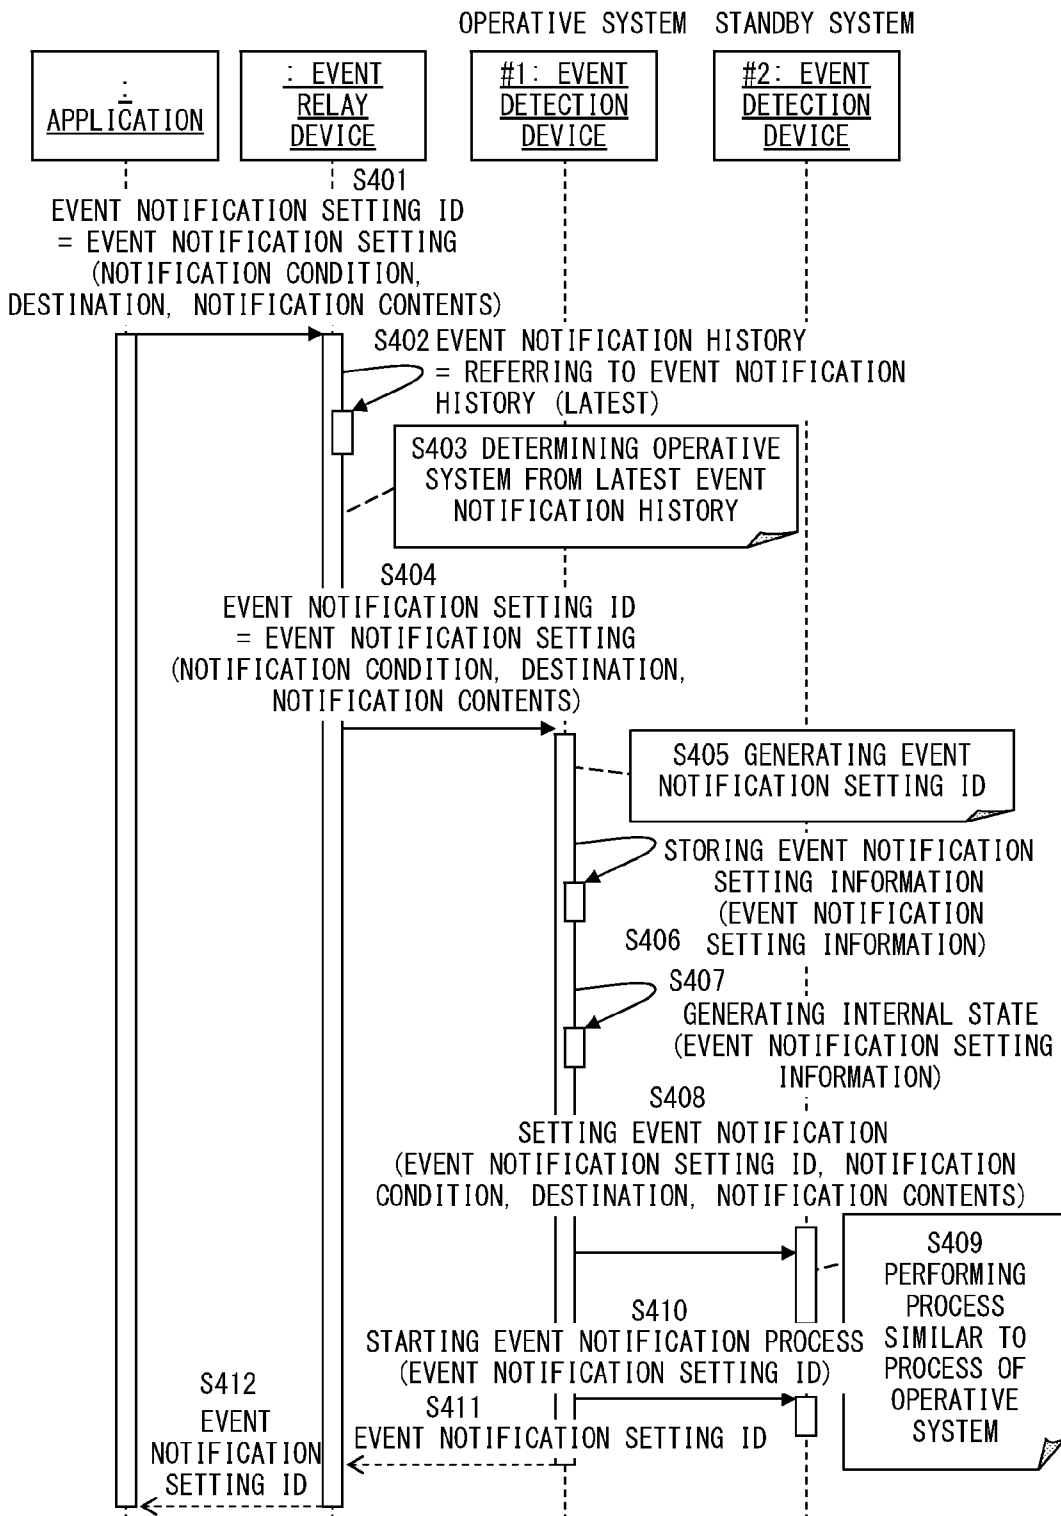 OPERATIVE SYSTEM STANDBY SYSTEM
:
APPLICATION
: EVENT
RELAY
DEVICE
#1: EVENT
DETECTION
DEVICE
#2: EVENT
DETECTION
DEVICE
S401
EVENT NOTIFICATION SETTING ID
= EVENT NOTIFICATION SETTING
(NOTIFICATION CONDITION,
DESTINATION, NOTIFICATION CONTENTS)
S402 EVENT NOTIFICATION HISTORY
= REFERRING TO EVENT NOTIFICATION
HISTORY (LATEST)
S403 DETERMINING OPERATIVE
SYSTEM FROM LATEST EVENT
NOTIFICATION HISTORY
S404
EVENT NOTIFICATION SETTING ID
= EVENT NOTIFICATION SETTING
(NOTIFICATION CONDITION, DESTINATION,
NOTIFICATION CONTENTS)
S405 GENERATING EVENT
NOTIFICATION SETTING ID
STORING EVENT NOTIFICATION
SETTING INFORMATION
(EVENT NOTIFICATION
S406 SETTING INFORMATION)
S407
GENERATING INTERNAL STATE
(EVENT NOTIFICATION SETTING
INFORMATION)
S408
SETTING EVENT NOTIFICATION
(EVENT NOTIFICATION SETTING ID, NOTIFICATION
CONDITION, DESTINATION, NOTIFICATION CONTENTS)
S409
PERFORMING
PROCESS
SIMILAR TO
PROCESS OF
OPERATIVE
SYSTEM
S410
STARTING EVENT NOTIFICATION PROCESS
(EVENT NOTIFICATION SETTING ID)
S411
EVENT NOTIFICATION SETTING ID
S412
EVENT
NOTIFICATION
SETTING ID